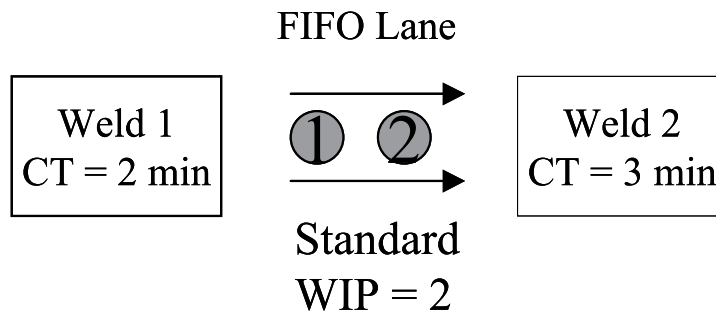 FIFO Lane
Weld 1
CT = 2 min
1 2
Weld 2
CT = 3 min
Standard
WIP = 2